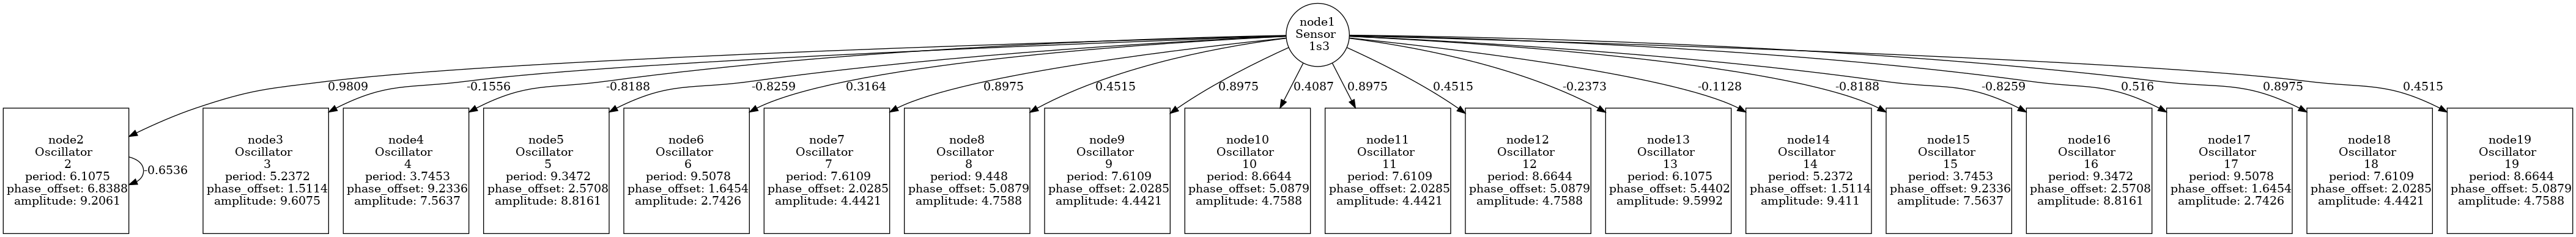 node1
Sensor
1s3
0.9809
-0.1556
-0.8188
-0.8259
0.3164
0.8975
0.4515
0.8975
0.4087
0.8975
0.4515
-0.2373
-0.1128
-0.8188
-0.8259
0.516
0.8975
0.4515
node2
Oscillator
2
period: 6.1075
phase_offset: 6.8388
amplitude: 9.2061
-0.6536
node3
Oscillator
3
period: 5.2372
phase_offset: 1.5114
amplitude: 9.6075
node4
Oscillator
4
period: 3.7453
phase_offset: 9.2336
amplitude: 7.5637
node5
Oscillator
5
period: 9.3472
phase_offset: 2.5708
amplitude: 8.8161
node6
Oscillator
6
period: 9.5078
phase_offset: 1.6454
amplitude: 2.7426
node7
Oscillator
7
period: 7.6109
phase_offset: 2.0285
amplitude: 4.4421
node8
Oscillator
8
period: 9.448
phase_offset: 5.0879
amplitude: 4.7588
node9
Oscillator
9
period: 7.6109
phase_offset: 2.0285
amplitude: 4.4421
node10
Oscillator
10
period: 8.6644
phase_offset: 5.0879
amplitude: 4.7588
node11
Oscillator
11
period: 7.6109
phase_offset: 2.0285
amplitude: 4.4421
node12
Oscillator
12
period: 8.6644
phase_offset: 5.0879
amplitude: 4.7588
node13
Oscillator
13
period: 6.1075
phase_offset: 5.4402
amplitude: 9.5992
node14
Oscillator
14
period: 5.2372
phase_offset: 1.5114
amplitude: 9.411
node15
Oscillator
15
period: 3.7453
phase_offset: 9.2336
amplitude: 7.5637
node16
Oscillator
16
period: 9.3472
phase_offset: 2.5708
amplitude: 8.8161
node17
Oscillator
17
period: 9.5078
phase_offset: 1.6454
amplitude: 2.7426
node18
Oscillator
18
period: 7.6109
phase_offset: 2.0285
amplitude: 4.4421
node19
Oscillator
19
period: 8.6644
phase_offset: 5.0879
amplitude: 4.7588